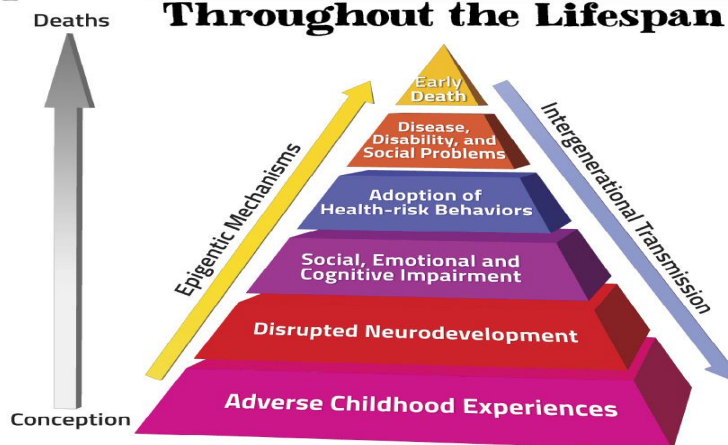 Throughout the Lifespan
Deaths
Early
Death
Disease,
Disability, and
Social Problems
Adoption of
Health-risk Behaviors
Social, Emotional and
Cognitive Impairment
Disrupted Neurodevelopment
Adverse Childhood Experiences
Conception
Epigentic Mechanisms
Intergenerational Transmission